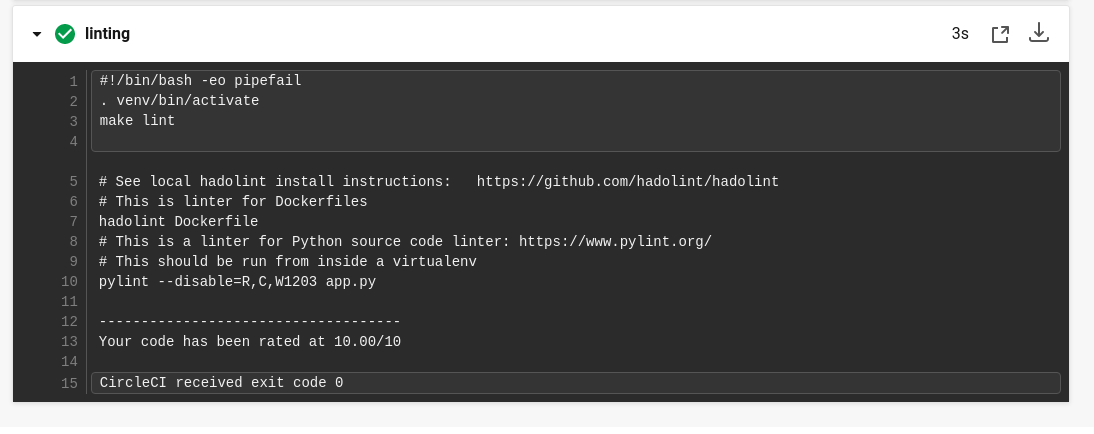 linting
3s
1 #!/bin/bash -eo pipefail
2 . venv/bin/activate
3 make lint
4
5 # See local hadolint install instructions:   https://github.com/hadolint/hadolint
6 # This is linter for Dockerfiles
7 hadolint Dockerfile
8 # This is a linter for Python source code linter: https://www.pylint.org/
9 # This should be run from inside a virtualenv
10 pylint --disable=R,C,W1203 app.py
11
12 ------------------------------------
13 Your code has been rated at 10.00/10
14
15 CircleCI received exit code 0